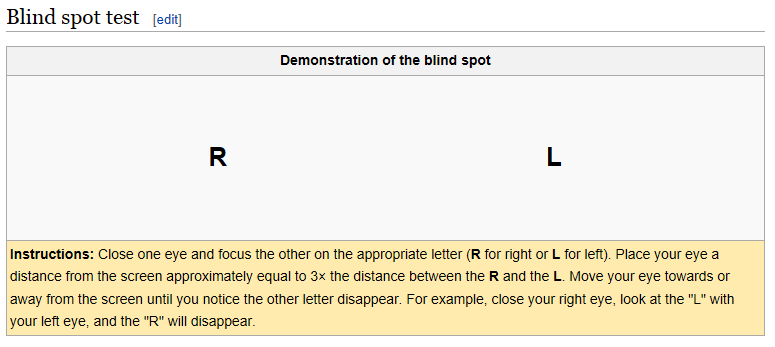 Blind spot test [edit]
Demonstration of the blind spot
R L
Instructions: Close one eye and focus the other on the appropriate letter (R for right or L for left). Place your eye a
distance from the screen approximately equal to 3× the distance between the R and the L. Move your eye towards or
away from the screen until you notice the other letter disappear. For example, close your right eye, look at the "L" with
your left eye, and the "R" will disappear.